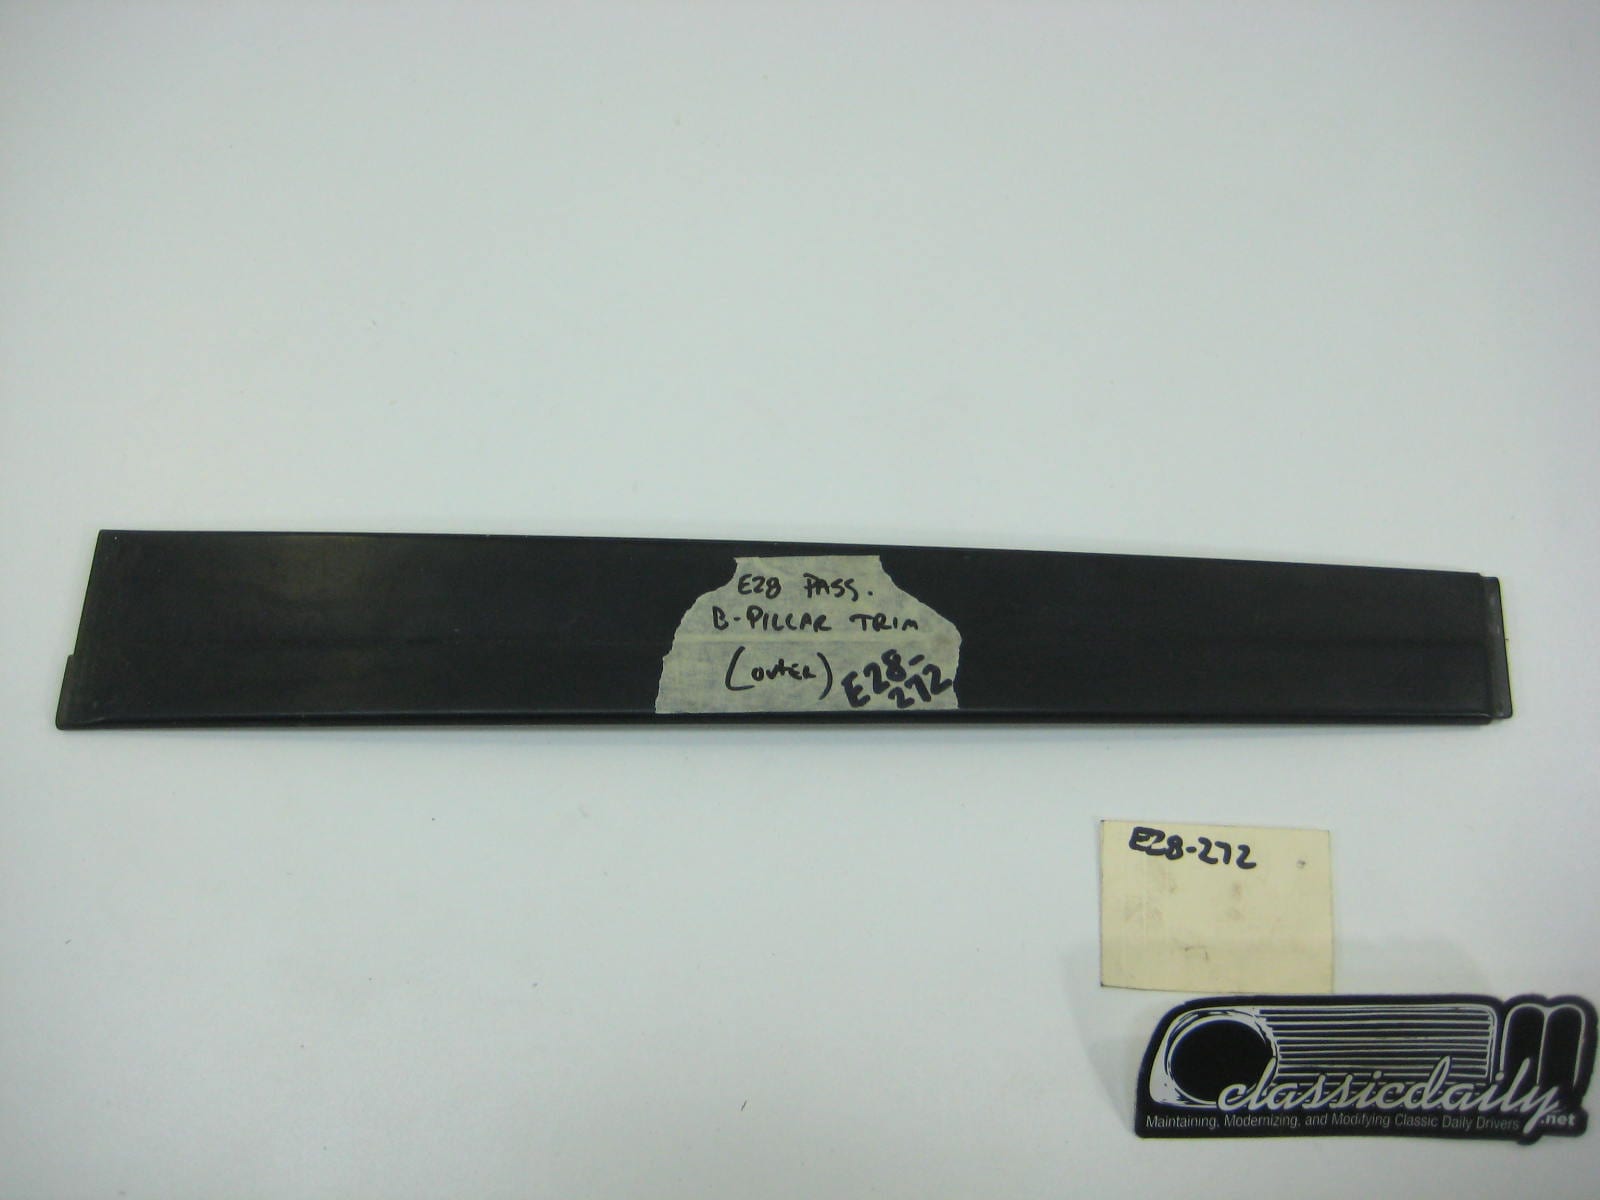 E28 PASS.
B-PILLAR TRIM
(OUTER) E28-
272
E28-272
classicdaily
.net
Maintaining, Modernizing, and Modifying Classic Daily Drivers